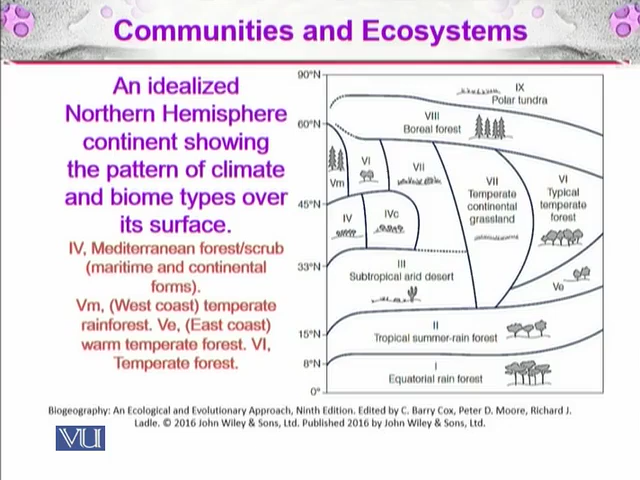 Communities and Ecosystems
An idealized
Northern Hemisphere
continent showing
the pattern of climate
and biome types over
its surface.
IV, Mediterranean forest/scrub
(maritime and continental
forms).
Vm, (West coast) temperate
rainforest. Ve, (East coast)
warm temperate forest. VI,
Temperate forest.
90°N
IX
Polar tundra
VIII
Boreal forest
60°N
VI
Vm
VII
VII
Temperate
continental
grassland
VI
Typical
temperate
forest
45°N
IV
IVc
Ve
33°N
III
Subtropical arid desert
II
Tropical summer-rain forest
15°N
8°N
I
Equatorial rain forest
0°
Biogeography: An Ecological and Evolutionary Approach, Ninth Edition. Edited by C. Barry Cox, Peter D. Moore, Richard J.
Ladle. © 2016 John Wiley & Sons, Ltd. Published 2016 by John Wiley & Sons, Ltd.
VU